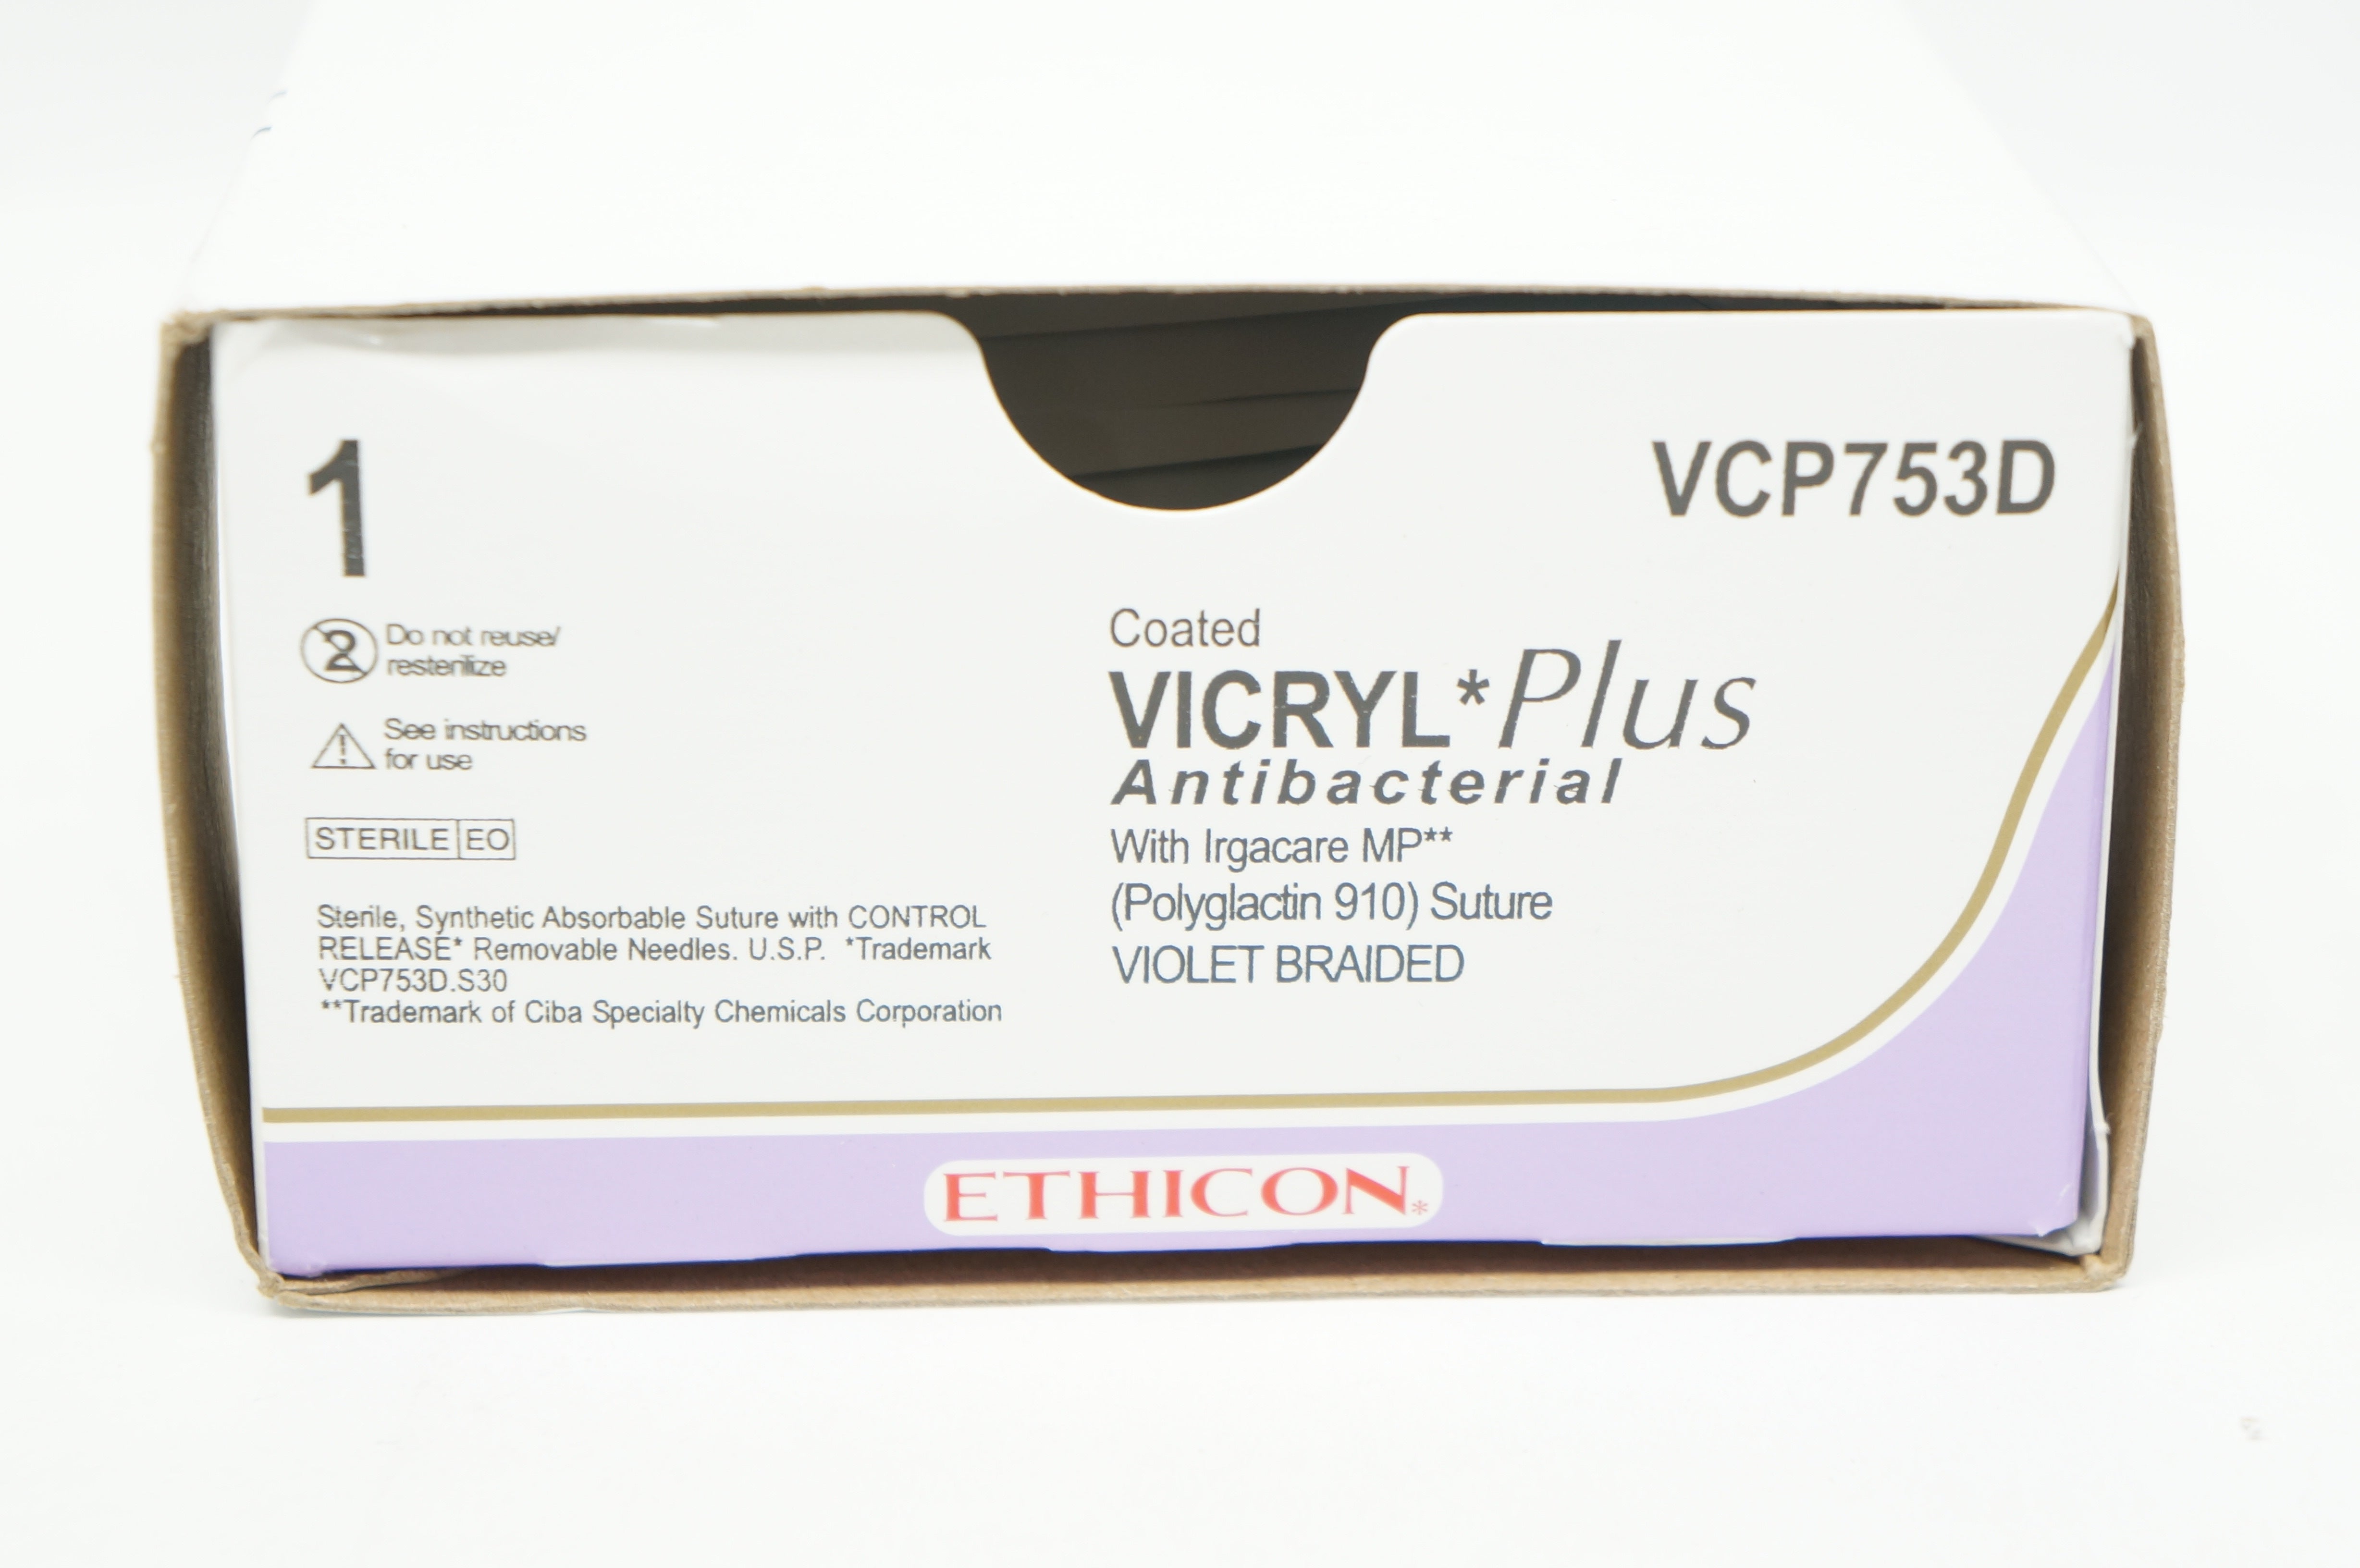 1
VCP753D
2 Do not reuse/
resterilize
! See instructions
for use
STERILE EO
Sterile, Synthetic Absorbable Suture with CONTROL
RELEASE* Removable Needles. U.S.P. *Trademark
VCP753D.S30
**Trademark of Ciba Specialty Chemicals Corporation
Coated
VICRYL*Plus
Antibacterial
With Irgacare MP**
(Polyglactin 910) Suture
VIOLET BRAIDED
ETHICON*